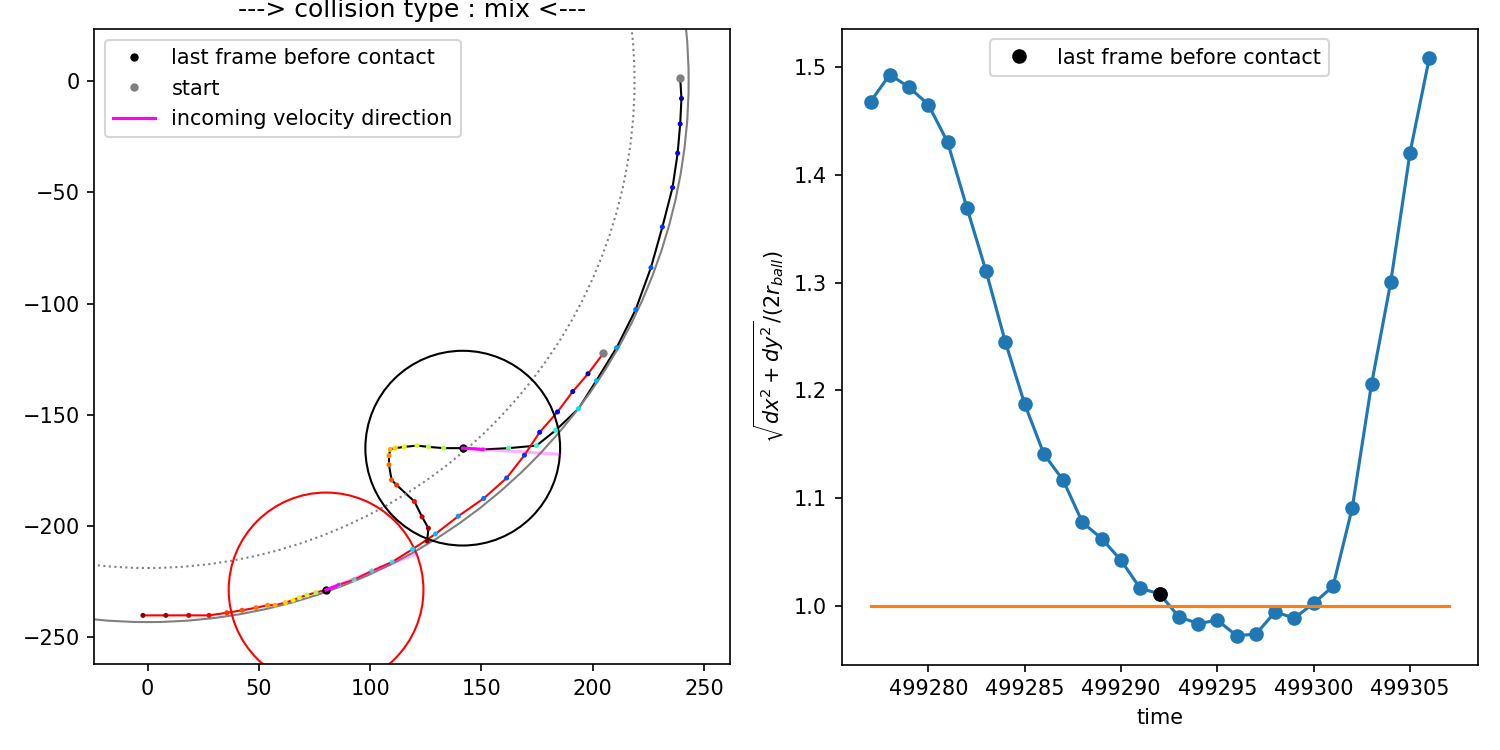 ---> collision type : mix <---
last frame before contact
start
incoming velocity direction
0
−50
−100
−150
−200
−250
0 50 100 150 200 250
last frame before contact
1.5
1.4
1.3
1.2
1.1
1.0
√dx² + dy² /(2r_ball)
499280 499285 499290 499295 499300 499305
time